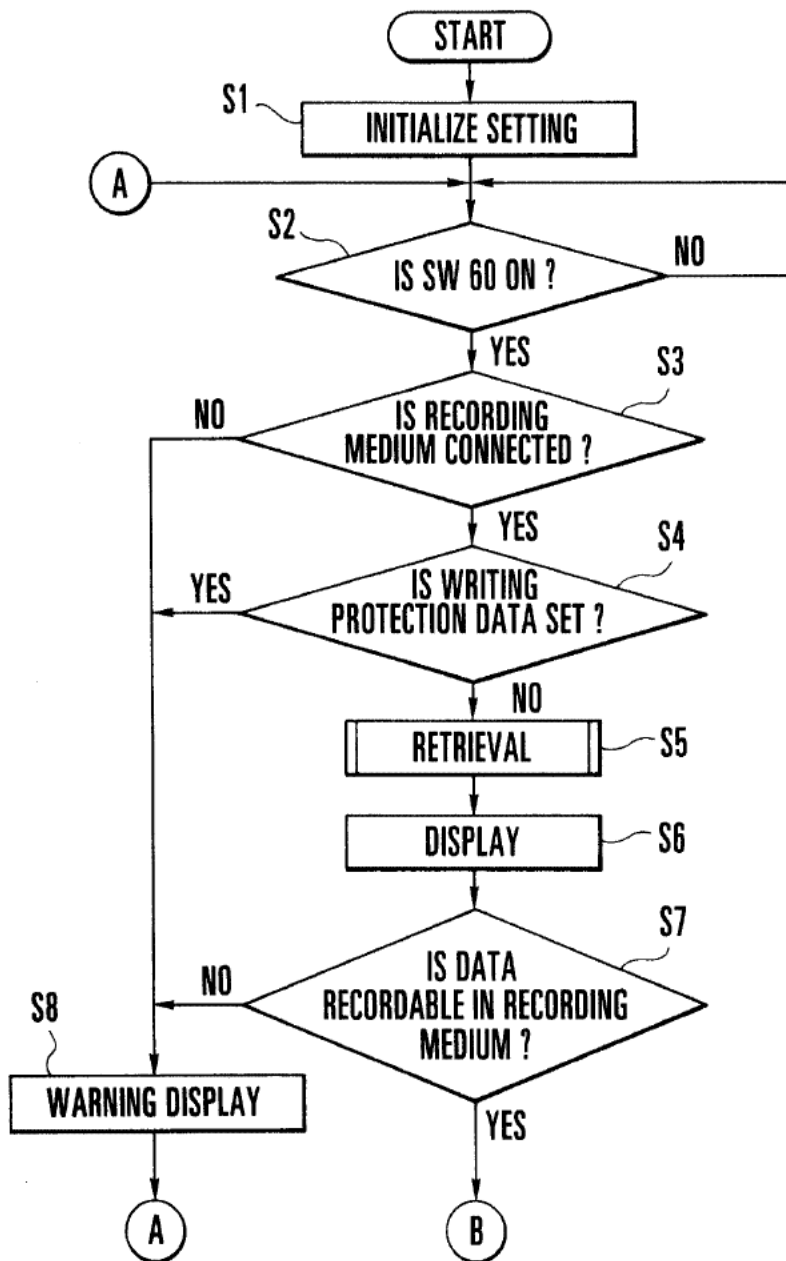 START
S1
INITIALIZE SETTING
A
S2
IS SW 60 ON ?
NO
YES
S3
NO
IS RECORDING
MEDIUM CONNECTED ?
YES
S4
YES
IS WRITING
PROTECTION DATA SET ?
NO
RETRIEVAL
S5
DISPLAY
S6
S7
NO
IS DATA
RECORDABLE IN RECORDING
MEDIUM ?
S8
WARNING DISPLAY
YES
A
B